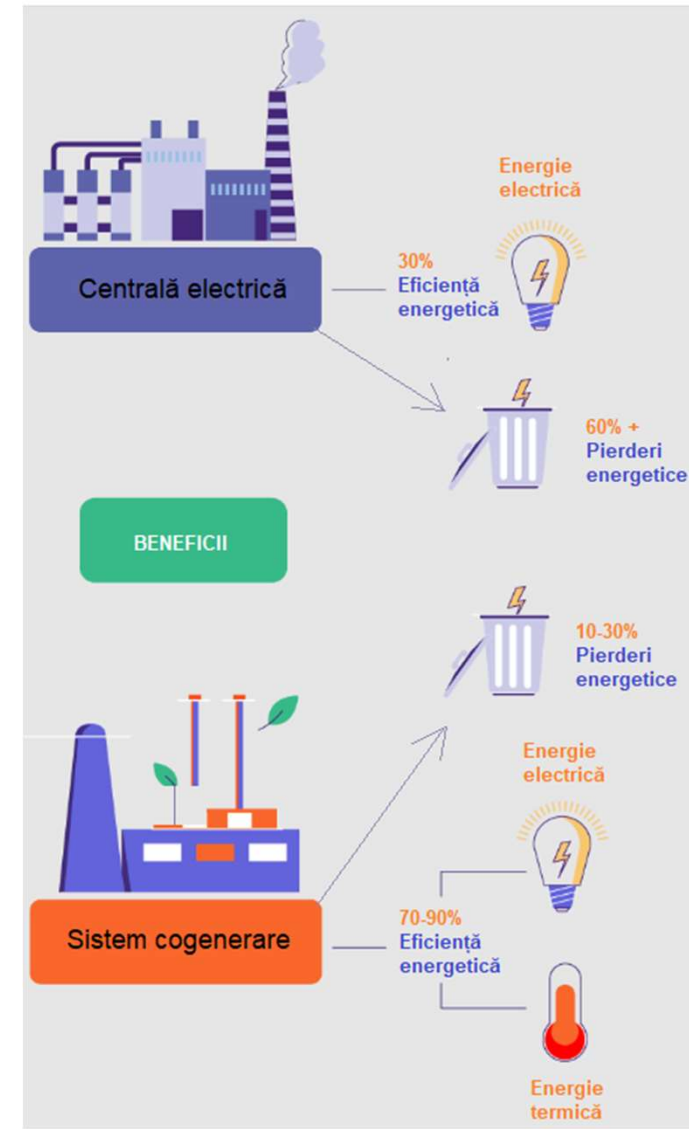 Energie
electrică
Centrală electrică
30%
Eficiență
energetică
60% +
Pierderi
energetice
BENEFICII
10-30%
Pierderi
energetice
Energie
electrică
Sistem cogenerare
70-90%
Eficiență
energetică
Energie
termică